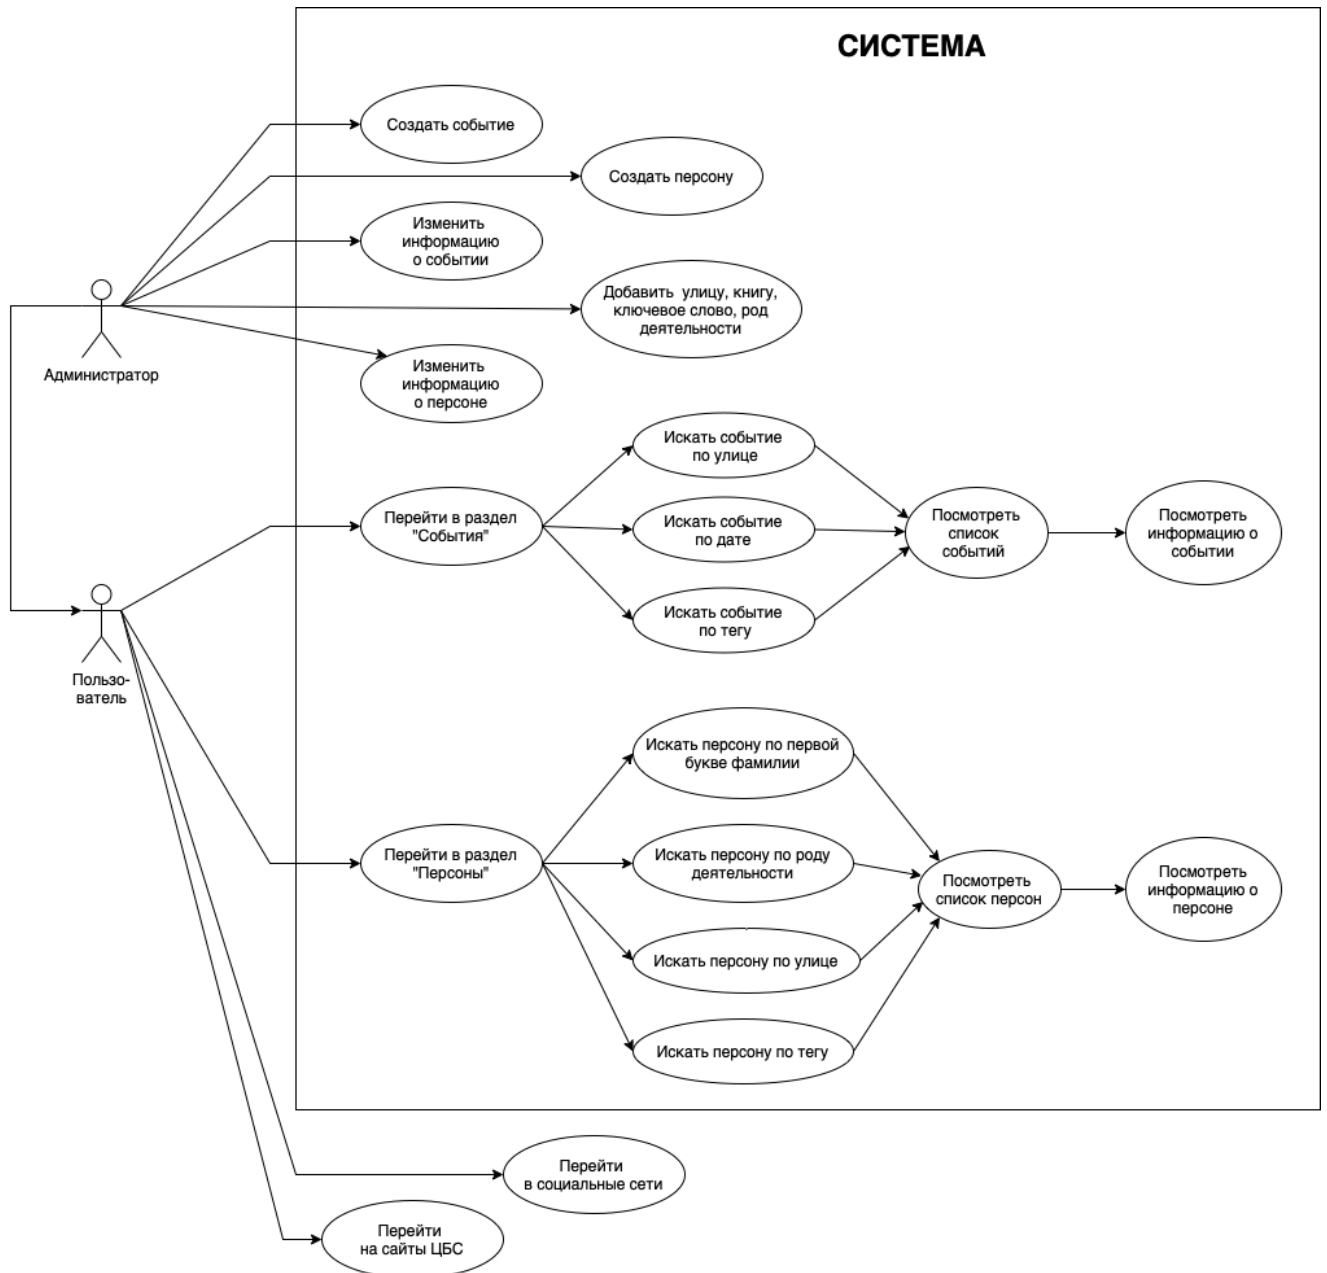 СИСТЕМА
Создать событие
Создать персону
Изменить
информацию
о событии
Добавить улицу, книгу,
ключевое слово, род
деятельности
Администратор
Изменить
информацию
о персоне
Искать событие
по улице
Перейти в раздел
"События"
Искать событие
по дате
Посмотреть
список
событий
Посмотреть
информацию о
событии
Искать событие
по тегу
Пользо-
ватель
Искать персону по первой
букве фамилии
Перейти в раздел
"Персоны"
Искать персону по роду
деятельности
Посмотреть
список персон
Посмотреть
информацию о
персоне
Искать персону по улице
Искать персону по тегу
Перейти
в социальные сети
Перейти
на сайты ЦБС